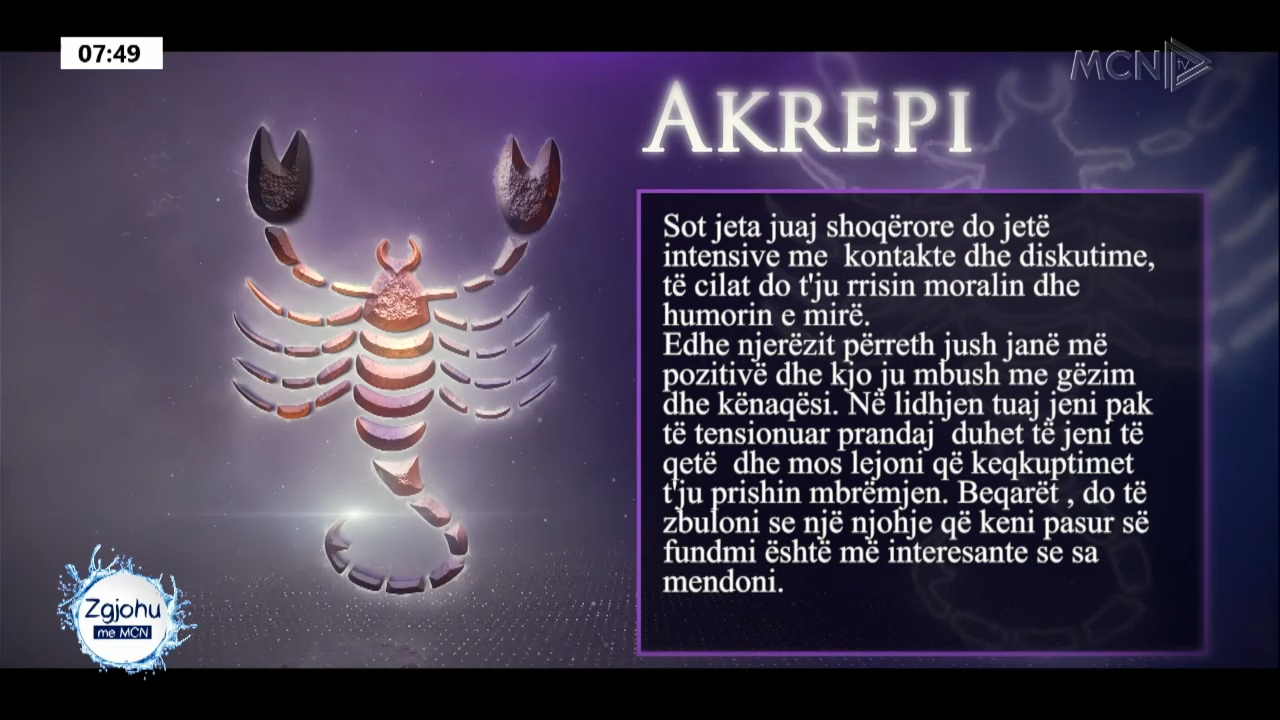 07:49
MCN TV
AKREPI
Sot jeta juaj shoqërore do jetë
intensive me  kontakte dhe diskutime,
të cilat do t'ju rrisin moralin dhe
humorin e mirë.
Edhe njerëzit përreth jush janë më
pozitivë dhe kjo ju mbush me gëzim
dhe kënaqësi. Në lidhjen tuaj jeni pak
të tensionuar prandaj  duhet të jeni të
qetë  dhe mos lejoni që keqkuptimet
t'ju prishin mbrëmjen. Beqarët , do të
zbuloni se një njohje që keni pasur së
fundmi është më interesante se sa
mendoni.
Zgjohu
me MCN